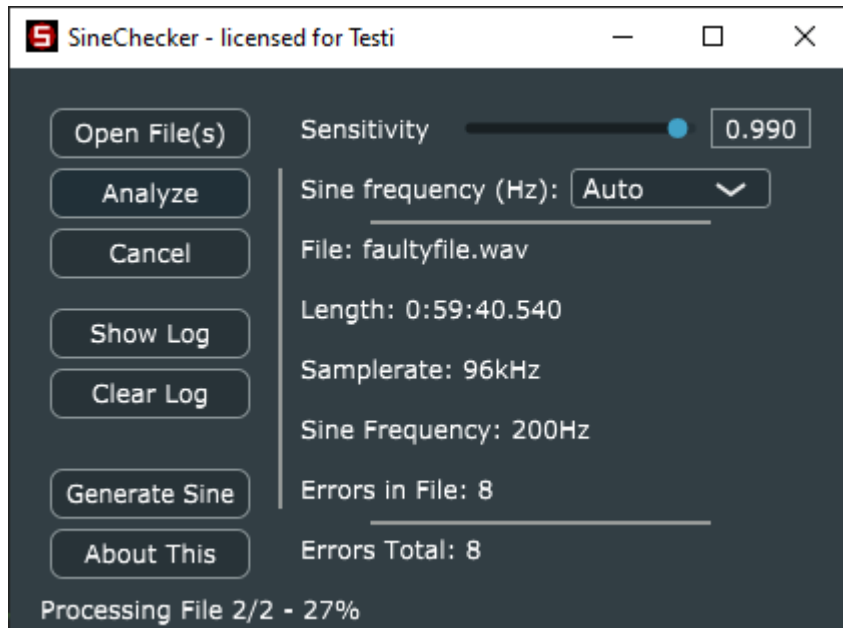 SineChecker - licensed for Testi
Open File(s)
Analyze
Cancel
Show Log
Clear Log
Generate Sine
About This
Sensitivity 0.990
Sine frequency (Hz): Auto
File: faultyfile.wav
Length: 0:59:40.540
Samplerate: 96kHz
Sine Frequency: 200Hz
Errors in File: 8
Errors Total: 8
Processing File 2/2 - 27%